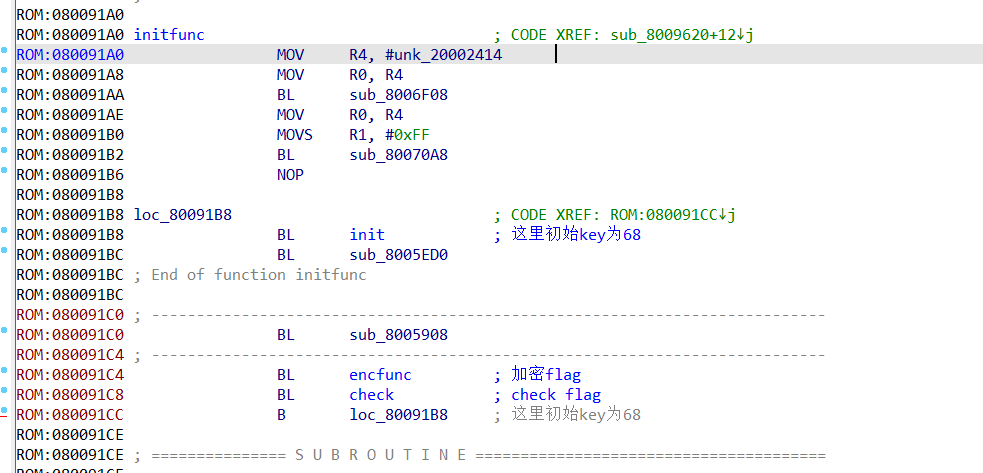 ROM:080091A0
ROM:080091A0 initfunc ; CODE XREF: sub_8009620+12↓j
ROM:080091A0 MOV R4, #unk_20002414
ROM:080091A8 MOV R0, R4
ROM:080091AA BL sub_8006F08
ROM:080091AE MOV R0, R4
ROM:080091B0 MOVS R1, #0xFF
ROM:080091B2 BL sub_80070A8
ROM:080091B6 NOP
ROM:080091B8
ROM:080091B8 loc_80091B8 ; CODE XREF: ROM:080091CC↓j
ROM:080091B8 BL init ; 这里初始key为68
ROM:080091BC BL sub_8005ED0
ROM:080091BC ; End of function initfunc
ROM:080091BC
ROM:080091C0 ; ---------------------------------------------------------------------------
ROM:080091C0 BL sub_8005908
ROM:080091C4 ; ---------------------------------------------------------------------------
ROM:080091C4 BL encfunc ; 加密flag
ROM:080091C8 BL check ; check flag
ROM:080091CC B loc_80091B8 ; 这里初始key为68
ROM:080091CE
ROM:080091CE ; =============== S U B R O U T I N E =======================================